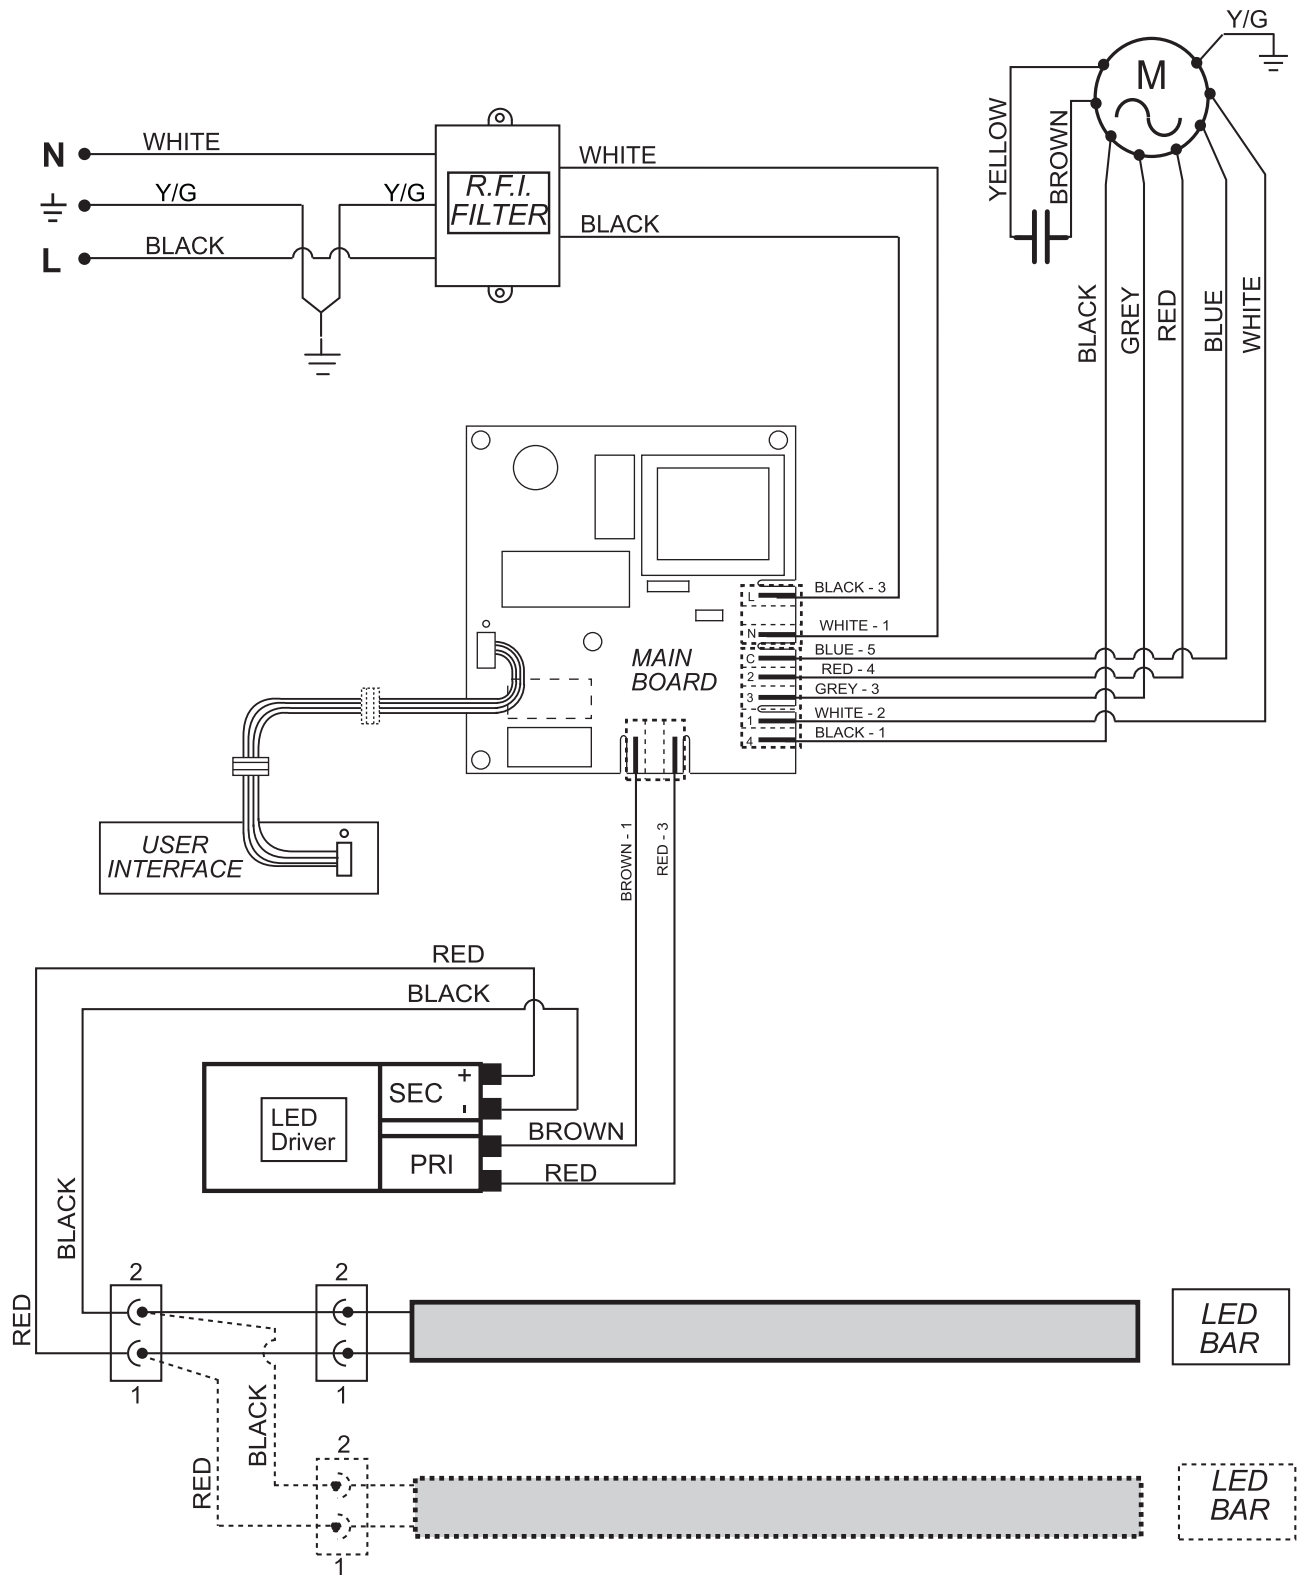 Y/G
M
YELLOW
BROWN
N
WHITE
Y/G
Y/G
L
BLACK
R.F.I.
FILTER
WHITE
BLACK
BLACK
GREY
RED
BLUE
WHITE
L
BLACK - 3
N
WHITE - 1
C
BLUE - 5
2
RED - 4
3
GREY - 3
1
WHITE - 2
4
BLACK - 1
MAIN
BOARD
USER
INTERFACE
BROWN - 1
RED - 3
RED
BLACK
LED
Driver
SEC
+
-
PRI
BROWN
RED
BLACK
RED
2
1
2
1
LED
BAR
BLACK
RED
2
1
LED
BAR